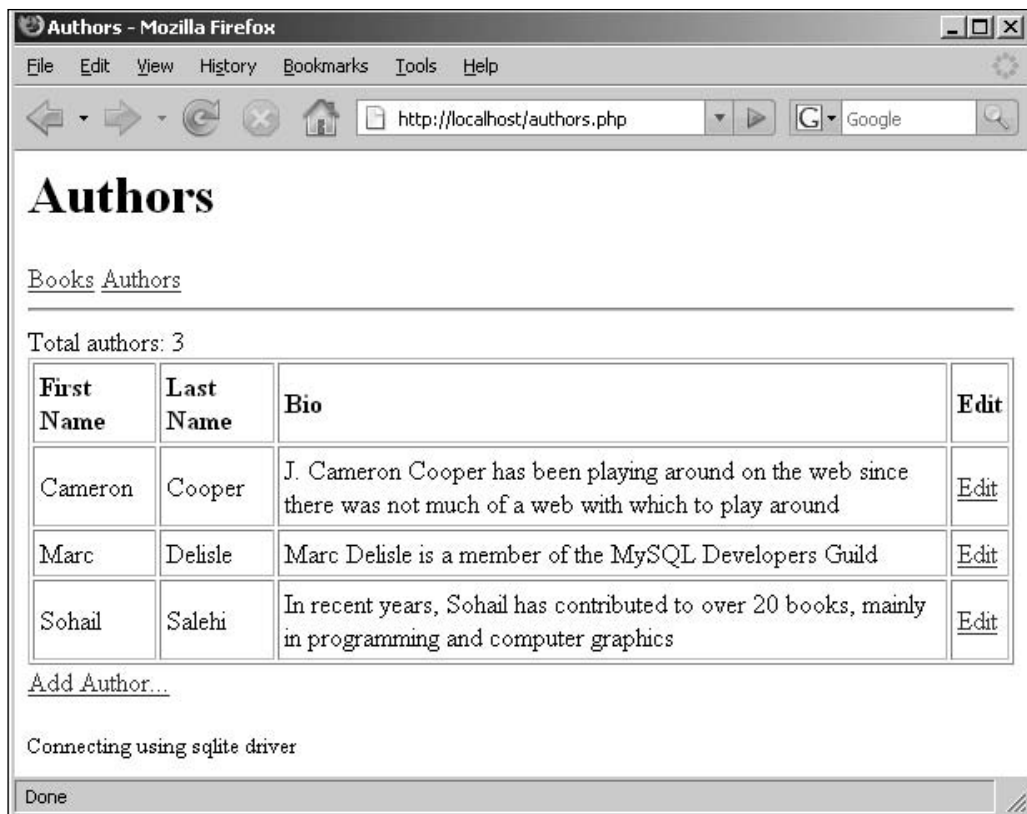 Authors - Mozilla Firefox
File Edit View History Bookmarks Tools Help
http://localhost/authors.php
G Google
Authors
Books Authors
Total authors: 3
First Name Last Name Bio Edit
Cameron Cooper J. Cameron Cooper has been playing around on the web since there was not much of a web with which to play around Edit
Marc Delisle Marc Delisle is a member of the MySQL Developers Guild Edit
Sohail Salehi In recent years, Sohail has contributed to over 20 books, mainly in programming and computer graphics Edit
Add Author...
Connecting using sqlite driver
Done